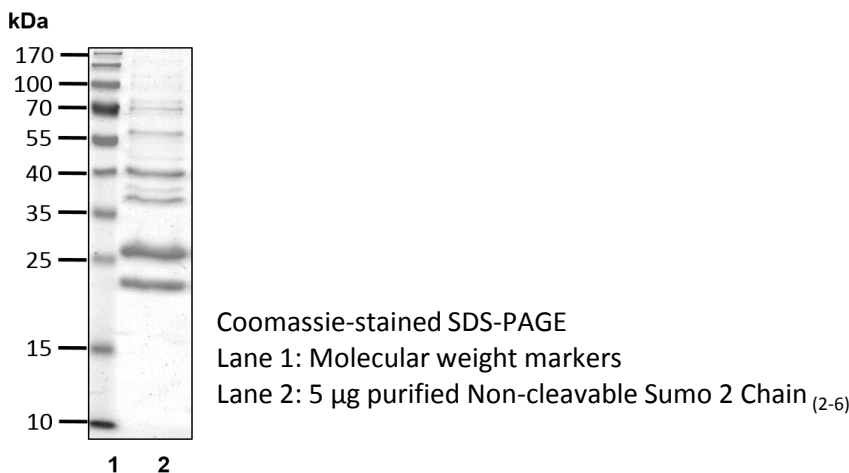 kDa
170
100
70
55
40
35
25
15
10
Coomassie-stained SDS-PAGE
Lane 1: Molecular weight markers
Lane 2: 5 µg purified Non-cleavable Sumo 2 Chain (2-6)
1 2